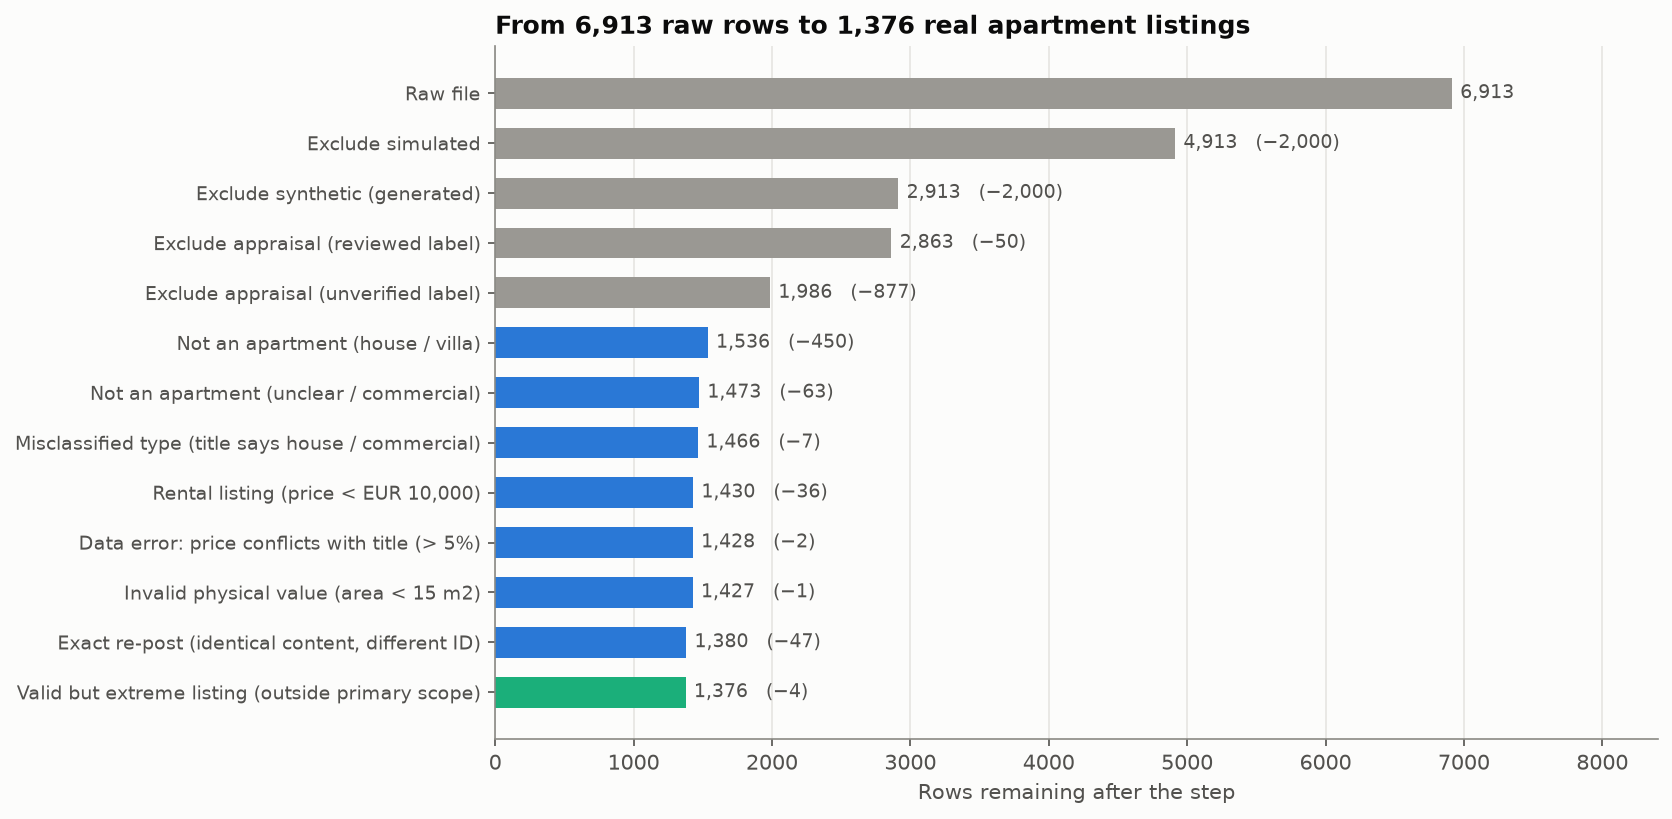 From 6,913 raw rows to 1,376 real apartment listings
Raw file 6,913
Exclude simulated 4,913 (−2,000)
Exclude synthetic (generated) 2,913 (−2,000)
Exclude appraisal (reviewed label) 2,863 (−50)
Exclude appraisal (unverified label) 1,986 (−877)
Not an apartment (house / villa) 1,536 (−450)
Not an apartment (unclear / commercial) 1,473 (−63)
Misclassified type (title says house / commercial) 1,466 (−7)
Rental listing (price < EUR 10,000) 1,430 (−36)
Data error: price conflicts with title (> 5%) 1,428 (−2)
Invalid physical value (area < 15 m2) 1,427 (−1)
Exact re-post (identical content, different ID) 1,380 (−47)
Valid but extreme listing (outside primary scope) 1,376 (−4)
0 1000 2000 3000 4000 5000 6000 7000 8000
Rows remaining after the step